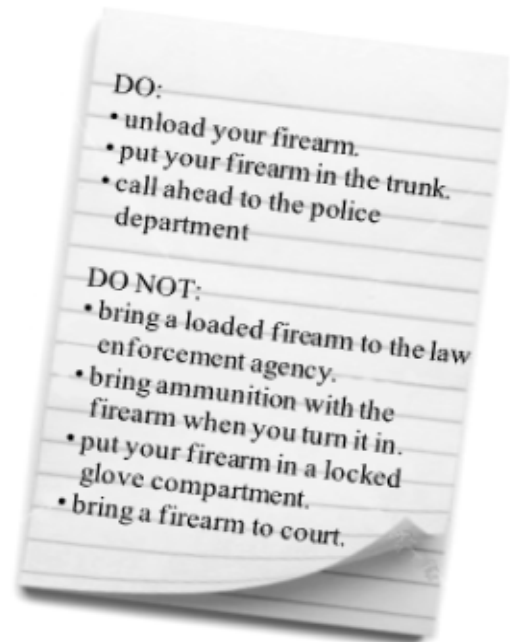 DO:
• unload your firearm.
• put your firearm in the trunk.
• call ahead to the police
department
DO NOT:
• bring a loaded firearm to the law
enforcement agency.
• bring ammunition with the
firearm when you turn it in.
• put your firearm in a locked
glove compartment.
• bring a firearm to court.